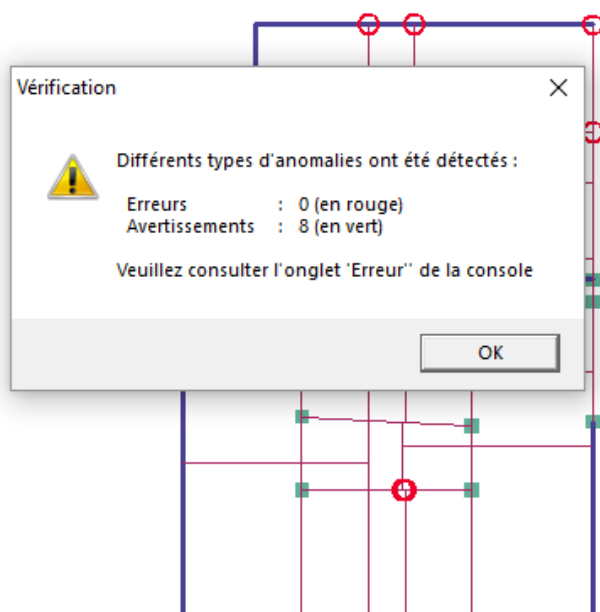 Vérification
Différents types d'anomalies ont été détectés :
Erreurs : 0 (en rouge)
Avertissements : 8 (en vert)
Veuillez consulter l'onglet 'Erreur'' de la console
OK